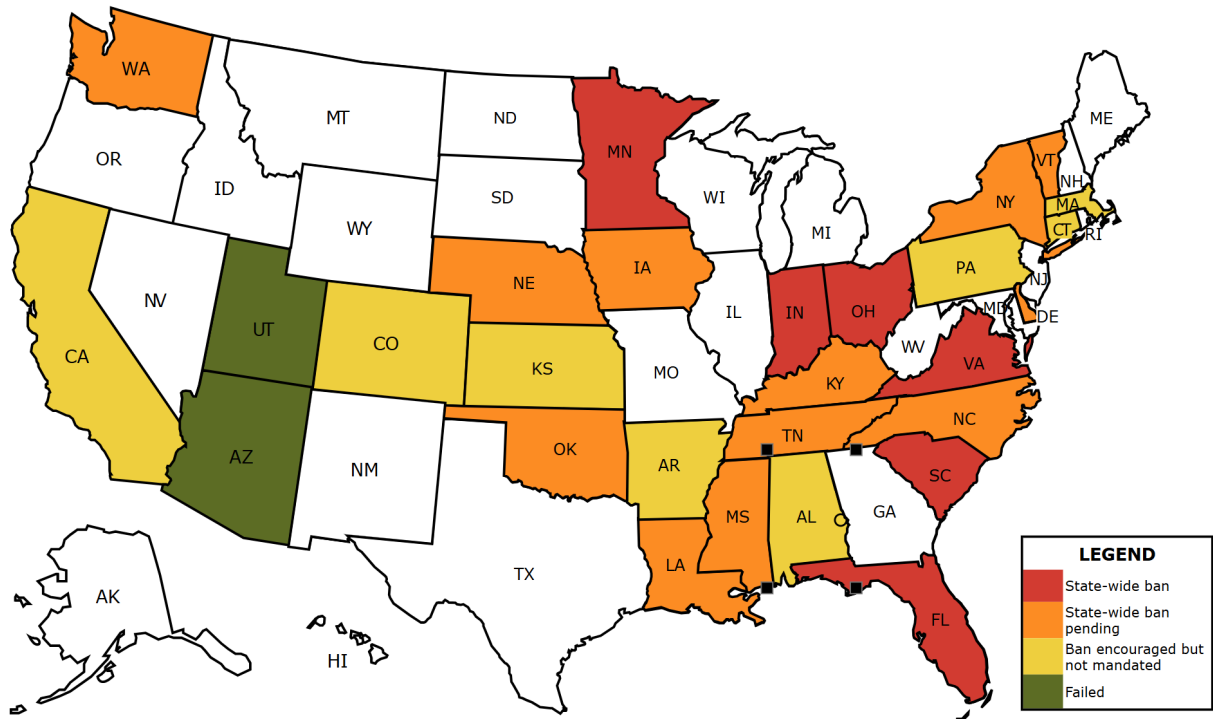 WA
MT
ND
MN
ME
OR
ID
SD
WI
VT
NH
WY
MI
NY
MA
CT
RI
NE
IA
PA
NV
IL
IN
OH
NJ
MD
DE
UT
CO
CA
KS
MO
WV
VA
KY
NC
TN
AZ
NM
OK
AR
SC
MS
AL
GA
TX
LA
AK
HI
FL
LEGEND
State-wide ban
State-wide ban
pending
Ban encouraged but
not mandated
Failed